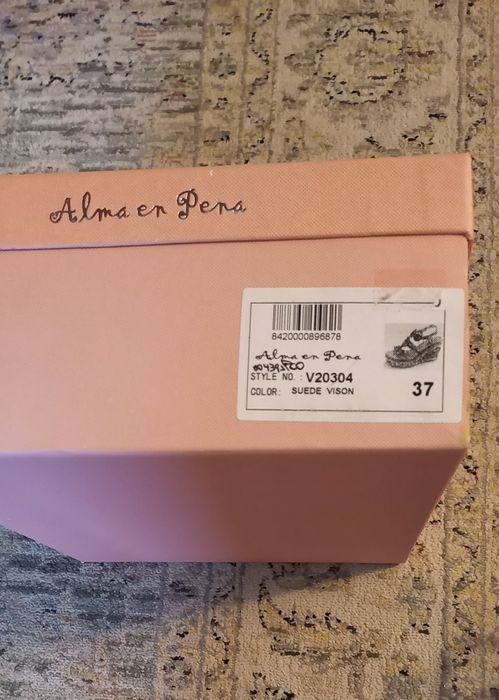 Alma en Pena
8420000896878
Alma en Pena
STYLE NO. : V20304
COLOR: SUEDE VISON
37